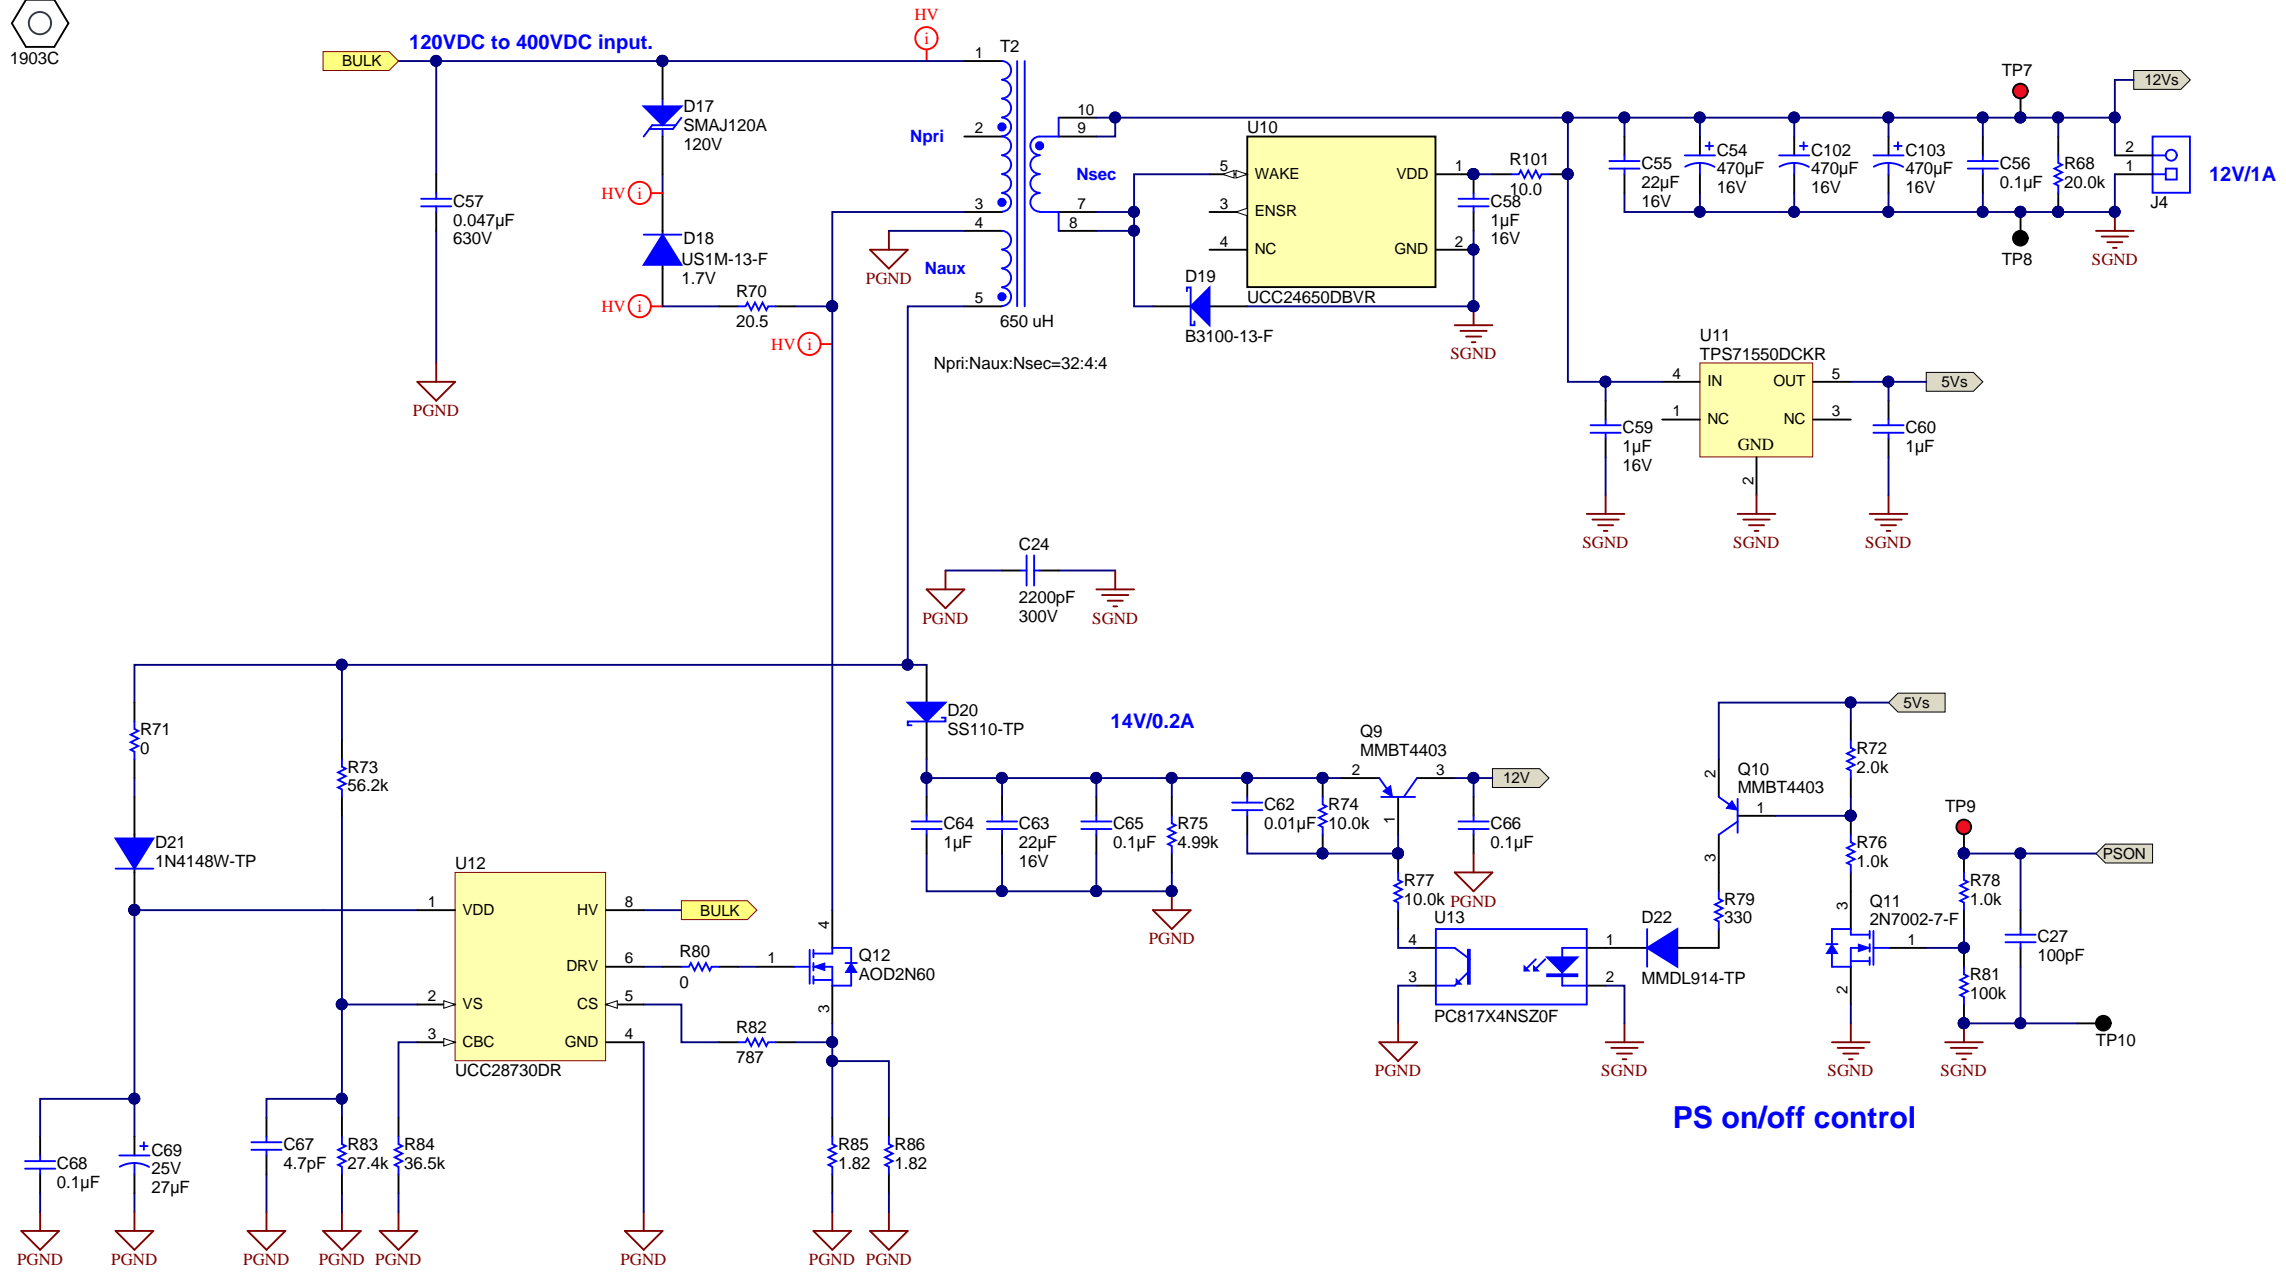 1903C
120VDC to 400VDC input.
BULK
HV
T2
1
2
3
4
5
10
9
7
8
Npri
Nsec
Naux
650 uH
Npri:Naux:Nsec=32:4:4
D17
SMAJ120A
120V
HV
D18
US1M-13-F
1.7V
HV
R70
20.5
HV
C57
0.047µF
630V
PGND
PGND
U10
5
WAKE
VDD
1
3
ENSR
4
NC
GND
2
UCC24650DBVR
D19
B3100-13-F
R101
10.0
C58
1µF
16V
SGND
C55
22µF
16V
C54
470µF
16V
C102
470µF
16V
C103
470µF
16V
C56
0.1µF
R68
20.0k
TP7
TP8
12Vs
2
1
J4
12V/1A
SGND
U11
TPS71550DCKR
4
IN
OUT
5
1
NC
NC
3
GND
2
5Vs
C59
1µF
16V
C60
1µF
SGND
SGND
SGND
C24
2200pF
300V
PGND
SGND
R71
0
R73
56.2k
D21
1N4148W-TP
D20
SS110-TP
14V/0.2A
C64
1µF
C63
22µF
16V
C65
0.1µF
R75
4.99k
PGND
C62
0.01µF
R74
10.0k
Q9
MMBT4403
2
3
1
12V
C66
0.1µF
PGND
R77
10.0k
U13
4
3
1
2
PC817X4NSZ0F
PGND
SGND
D22
MMDL914-TP
R79
330
Q10
MMBT4403
2
1
3
5Vs
R72
2.0k
R76
1.0k
Q11
2N7002-7-F
3
1
2
SGND
TP9
PSON
R78
1.0k
C27
100pF
R81
100k
TP10
SGND
PS on/off control
U12
1
VDD
HV
8
BULK
DRV
6
2
VS
CS
5
3
CBC
GND
4
UCC28730DR
R80
0
1
4
Q12
AOD2N60
3
R82
787
C68
0.1µF
C69
25V
27µF
C67
4.7pF
R83
27.4k
R84
36.5k
R85
1.82
R86
1.82
PGND
PGND
PGND
PGND
PGND
PGND
PGND
PGND